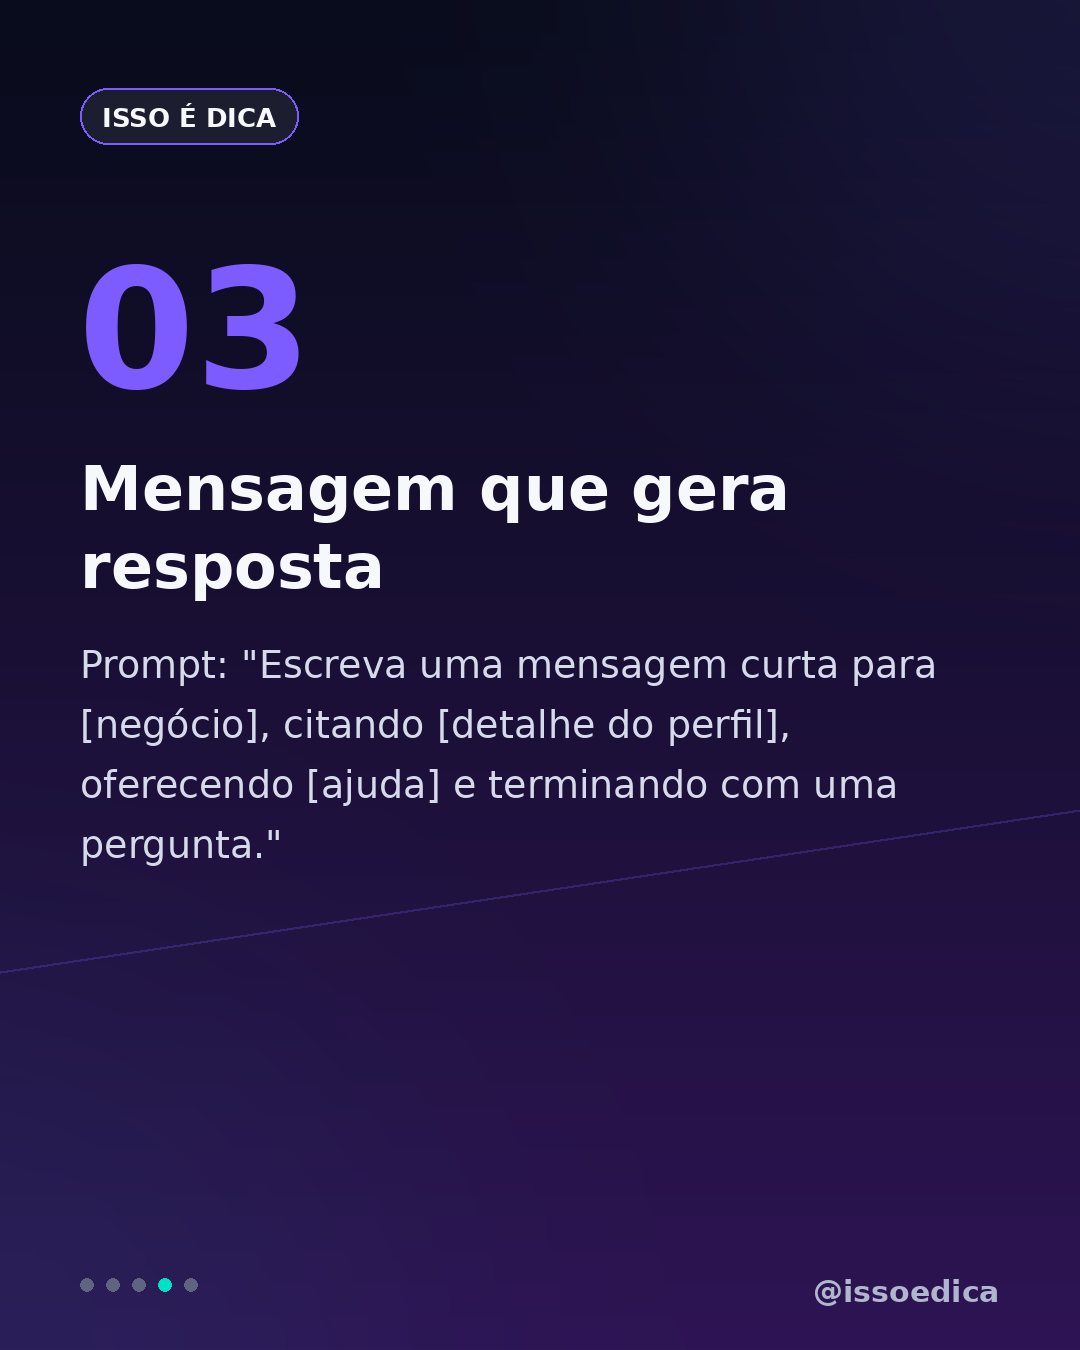 ISSO É DICA
03
Mensagem que gera
resposta
Prompt: "Escreva uma mensagem curta para
[negócio], citando [detalhe do perfil],
oferecendo [ajuda] e terminando com uma
pergunta."
@issoedica